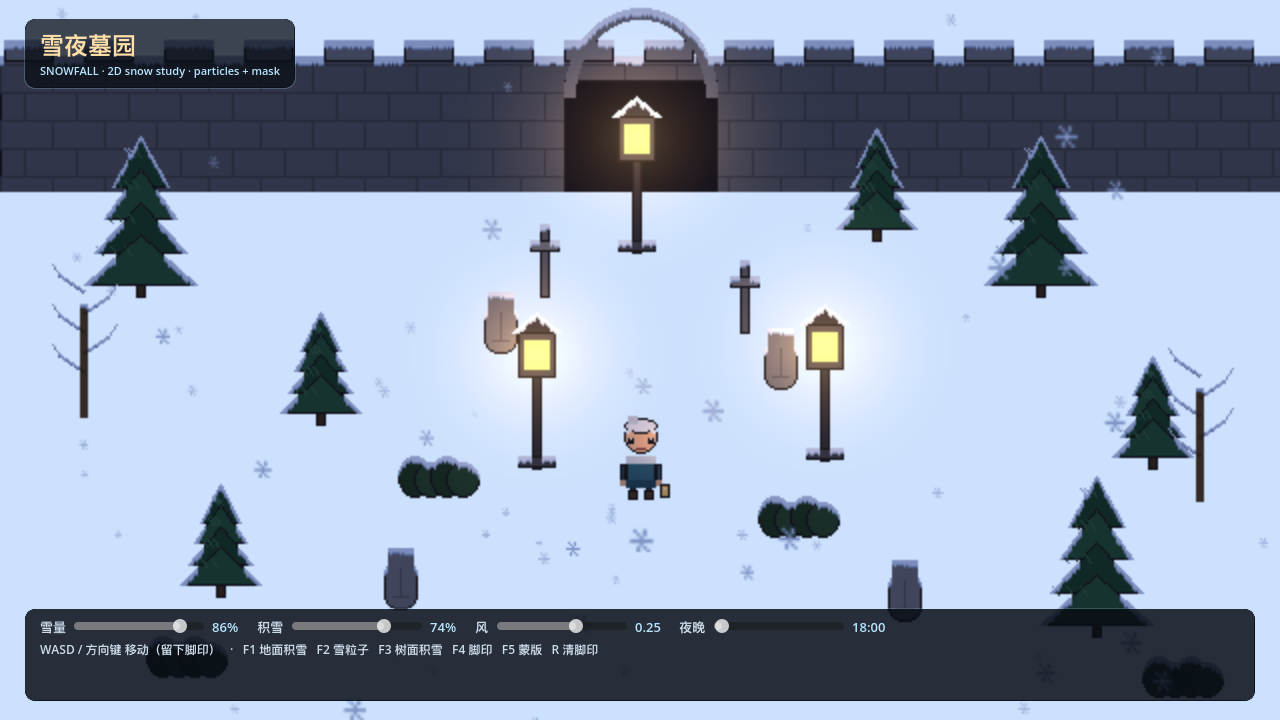 雪夜墓园
SNOWFALL · 2D snow study · particles + mask
雪量 86% 积雪 74% 风 0.25 夜晚 18:00
WASD / 方向键 移动（留下脚印） · F1 地面积雪 F2 雪粒子 F3 树面积雪 F4 脚印 F5 蒙版 R 清脚印